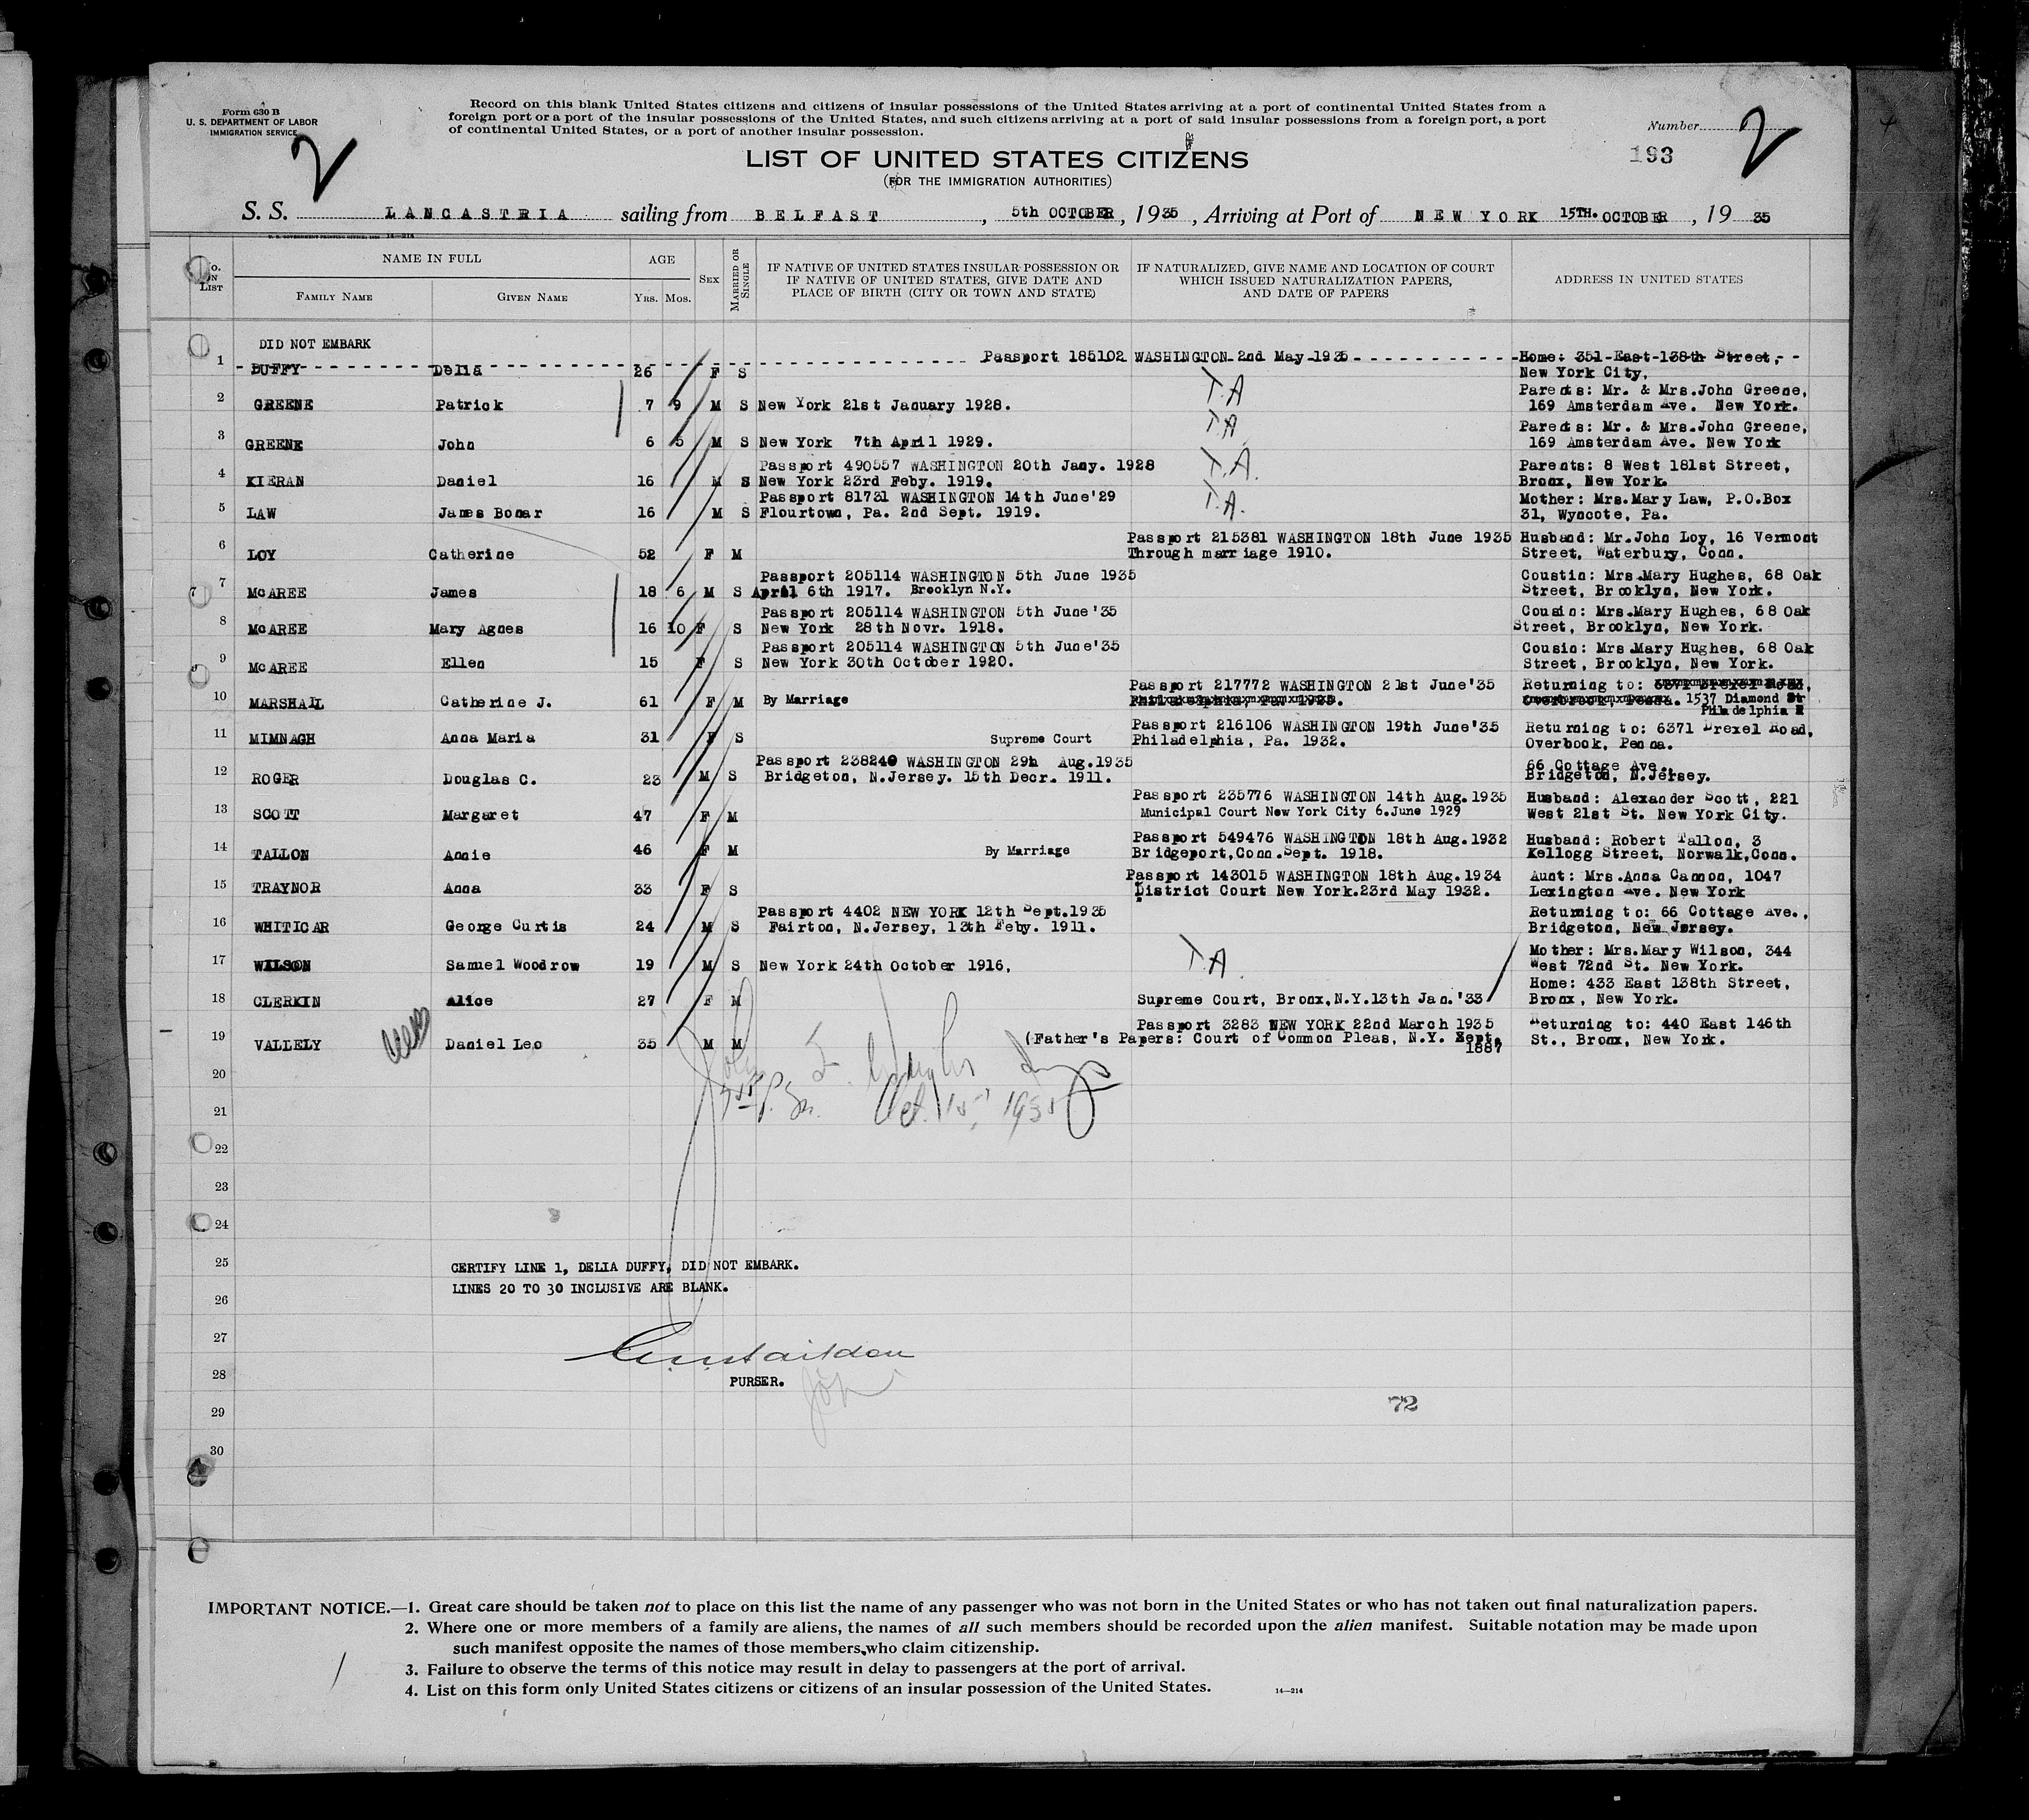 Form 630 B
U. S. DEPARTMENT OF LABOR
IMMIGRATION SERVICE
2
Record on this blank United States citizens and citizens of insular possessions of the United States arriving at a port of continental United States from a
foreign port or a port of the insular possessions of the United States, and such citizens arriving at a port of said insular possessions from a foreign port, a port
of continental United States, or a port of another insular possession.
Number
2
193
LIST OF UNITED STATES CITIZENS
(FOR THE IMMIGRATION AUTHORITIES)
S. S. LANCASTRIA sailing from BELFAST, 5th OCTOBER, 1935, Arriving at Port of NEW YORK 15TH. OCTOBER, 19 35
14—214
No. ON LIST
NAME IN FULL
FAMILY NAME
GIVEN NAME
AGE
YRS. MOS.
SEX
MARRIED OR SINGLE
IF NATIVE OF UNITED STATES INSULAR POSSESSION OR
IF NATIVE OF UNITED STATES, GIVE DATE AND
PLACE OF BIRTH (CITY OR TOWN AND STATE)
IF NATURALIZED, GIVE NAME AND LOCATION OF COURT
WHICH ISSUED NATURALIZATION PAPERS,
AND DATE OF PAPERS
ADDRESS IN UNITED STATES
DID NOT EMBARK
1 DUFFY Delia 26 F S Passport 185102 WASHINGTON 2nd May 1935 Home: 351 East 138th Street,
New York City.
2 GREENE Patrick 7 9 M S New York 21st January 1928. T.A Parents: Mr. & Mrs.John Greene,
169 Amsterdam Ave. New York.
3 GREENE John 6 5 M S New York 7th April 1929. T.A. Parents: Mr. & Mrs.John Greene,
169 Amsterdam Ave. New York
Passport 490557 WASHINGTON 20th Jany. 1928 T.A. Parents: 8 West 181st Street,
4 KIERAN Daniel 16 M S New York 23rd Feby. 1919. Bronx, New York.
Passport 81731 WASHINGTON 14th June'29 T.A. Mother: Mrs.Mary Law, P.O.Box
5 LAW James Bonar 16 M S Flourtown, Pa. 2nd Sept. 1919. 31, Wyncote, Pa.
Passport 215381 WASHINGTON 18th June 1935 Husband: Mr.John Loy, 16 Vermont
6 LOY Catherine 52 F M Through marriage 1910. Street, Waterbury, Conn.
Passport 205114 WASHINGTON 5th June 1935 Coustin: Mrs.Mary Hughes, 68 Oak
7 McAREE James 18 6 M S April 6th 1917. Brooklyn N.Y. Street, Brooklyn, New York.
Passport 205114 WASHINGTON 5th June'35 Cousin: Mrs.Mary Hughes, 68 Oak
8 McAREE Mary Agnes 16 10 F S New York 28th Novr. 1918. Street, Brooklyn, New York.
Passport 205114 WASHINGTON 5th June'35 Cousin: Mrs.Mary Hughes, 68 Oak
9 McAREE Ellen 15 F S New York 30th October 1920. Street, Brooklyn, New York.
Passport 217772 WASHINGTON 21st June'35 Returning to:
10 MARSHALL Catherine J. 61 F M By Marriage 1537 Diamond St
Philadelphia
Passport 216106 WASHINGTON 19th June'35 Returning to: 6371 Drexel Road,
11 MIMNAGH Anna Maria 31 F S Supreme Court Philadelphia, Pa. 1932. Overbook, Penna.
Passport 238240 WASHINGTON 29h Aug.1935 66 Cottage Ave.,
12 ROGER Douglas C. 23 M S Bridgeton, N.Jersey. 15th Decr. 1911. Bridgeton, N.Jersey.
Passport 235776 WASHINGTON 14th Aug.1935 Husband: Alexander Scott, 221
13 SCOTT Margaret 47 F M Municipal Court New York City 6.June 1929 West 21st St. New York City.
Passport 549476 WASHINGTON 18th Aug.1932 Husband: Robert Tallon, 3
14 TALLON Annie 46 F M By Marriage Bridgeport,Conn.Sept. 1918. Kellogg Street, Norwalk,Conn.
Passport 143015 WASHINGTON 18th Aug.1934 Aunt: Mrs.Anna Cannon, 1047
15 TRAYNOR Anna 33 F S District Court New York.23rd May 1932. Lexington Ave. New York
Passport 4402 NEW YORK 12th Sept.1935 Returning to: 66 Cottage Ave.,
16 WHITICAR George Curtis 24 M S Fairton, N.Jersey, 13th Feby. 1911. Bridgeton, New Jersey.
17 WILSON Samuel Woodrow 19 M S New York 24th October 1916, T.A. Mother: Mrs.Mary Wilson, 344
West 72nd St. New York.
Home: 433 East 138th Street,
18 CLERKIN Alice 27 F M Supreme Court, Bronx,N.Y.13th Jan.'33 Bronx, New York.
Passport 3283 NEW YORK 22nd March 1935 Returning to: 440 East 146th
19 VALLELY Daniel Leo 35 M M (Father's Papers: Court of Common Pleas, N.Y. Sept. St., Bronx, New York.
1887
20
Oct. 15, 1935
21
22
23
24
25 CERTIFY LINE 1, DELIA DUFFY, DID NOT EMBARK.
LINES 20 TO 30 INCLUSIVE ARE BLANK.
26
27
28 PURSER.
29 72
30
IMPORTANT NOTICE.—1. Great care should be taken not to place on this list the name of any passenger who was not born in the United States or who has not taken out final naturalization papers.
2. Where one or more members of a family are aliens, the names of all such members should be recorded upon the alien manifest. Suitable notation may be made upon
such manifest opposite the names of those members who claim citizenship.
3. Failure to observe the terms of this notice may result in delay to passengers at the port of arrival.
4. List on this form only United States citizens or citizens of an insular possession of the United States. 14—214